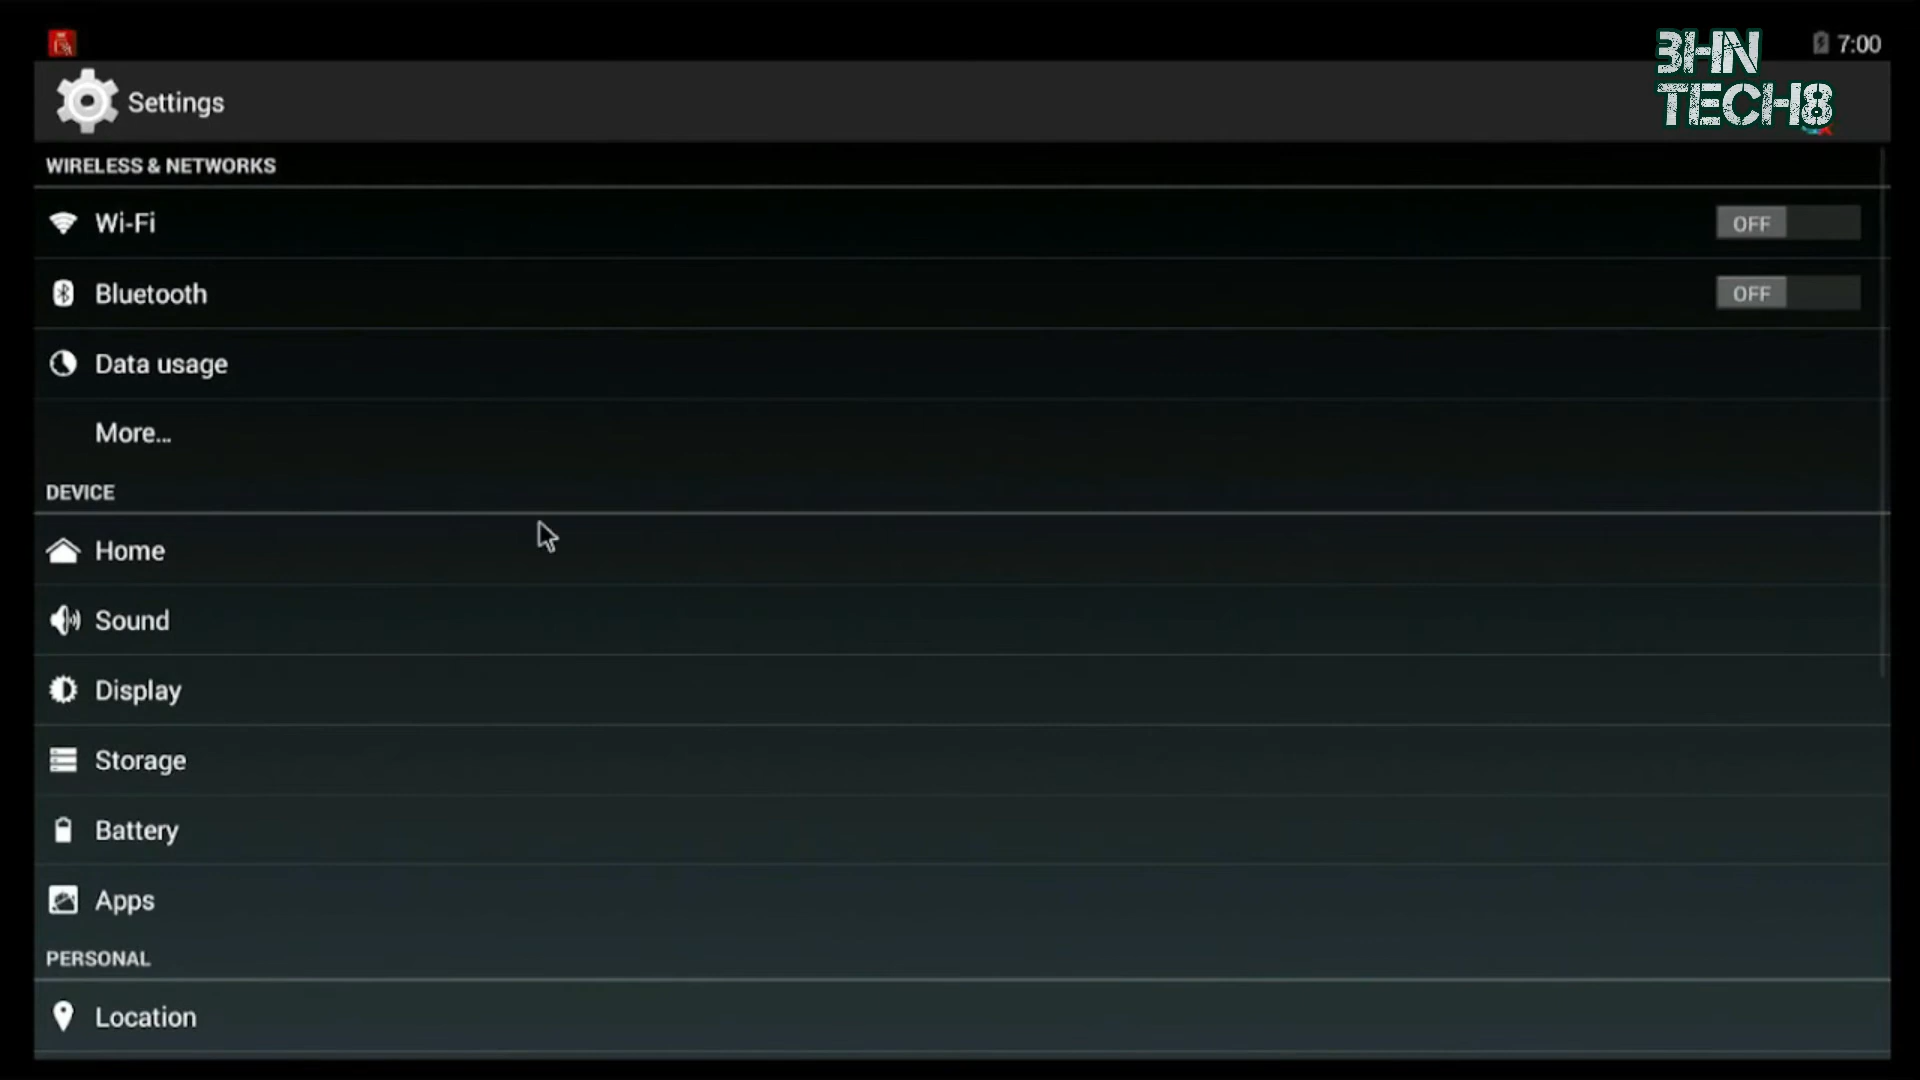 3HN
TECH8
7:00
Settings
WIRELESS & NETWORKS
Wi-Fi
OFF
Bluetooth
OFF
Data usage
More...
DEVICE
Home
Sound
Display
Storage
Battery
Apps
PERSONAL
Location